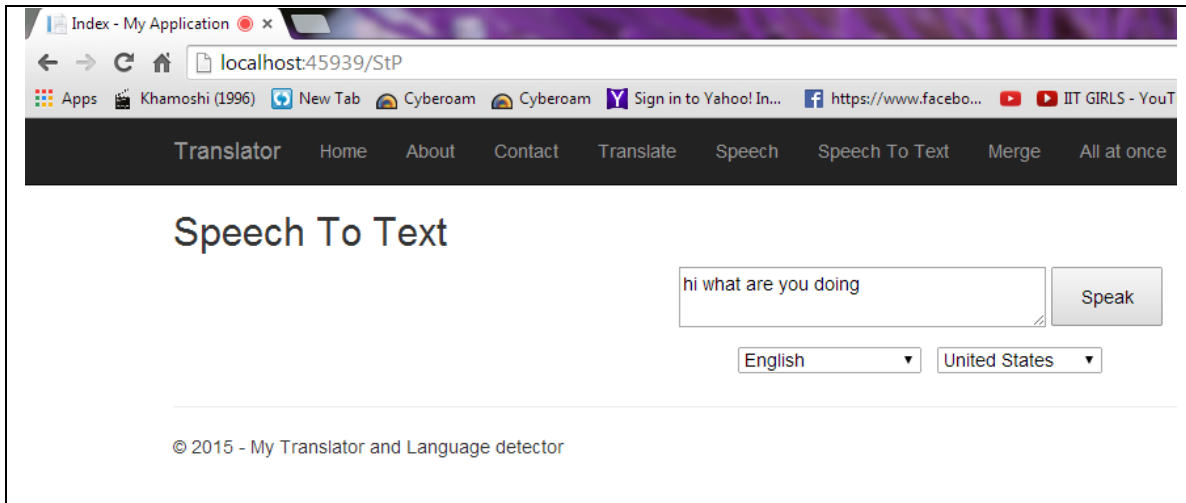 Index - My Application
localhost:45939/StP
Apps Khamoshi (1996) New Tab Cyberoam Cyberoam Sign in to Yahoo! In... https://www.facebo... IIT GIRLS - YouT
Translator Home About Contact Translate Speech Speech To Text Merge All at once
Speech To Text
hi what are you doing
Speak
English United States
© 2015 - My Translator and Language detector